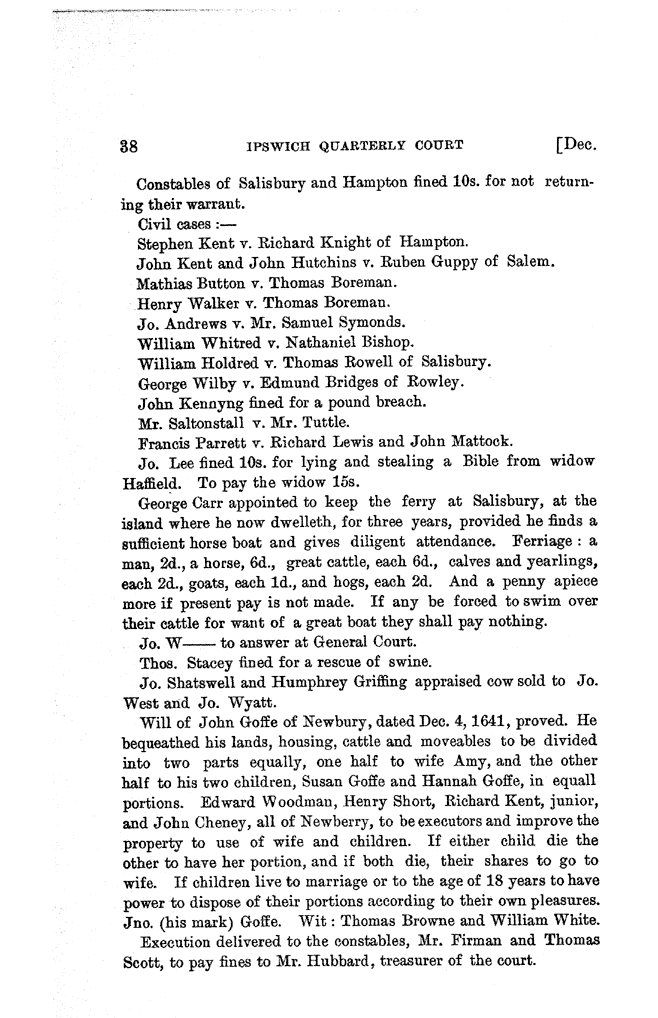 38 IPSWICH QUARTERLY COURT [Dec.
Constables of Salisbury and Hampton fined 10s. for not return-
ing their warrant.
Civil cases :—
Stephen Kent v. Richard Knight of Hampton.
John Kent and John Hutchins v. Ruben Guppy of Salem.
Mathias Button v. Thomas Boreman.
Henry Walker v. Thomas Boreman.
Jo. Andrews v. Mr. Samuel Symonds.
William Whitred v. Nathaniel Bishop.
William Holdred v. Thomas Rowell of Salisbury.
George Wilby v. Edmund Bridges of Rowley.
John Kennyng fined for a pound breach.
Mr. Saltonstall v. Mr. Tuttle.
Francis Parrett v. Richard Lewis and John Mattock.
Jo. Lee fined 10s. for lying and stealing a Bible from widow
Haffield. To pay the widow 15s.
George Carr appointed to keep the ferry at Salisbury, at the
island where he now dwelleth, for three years, provided he finds a
sufficient horse boat and gives diligent attendance. Ferriage : a
man, 2d., a horse, 6d., great cattle, each 6d., calves and yearlings,
each 2d., goats, each 1d., and hogs, each 2d. And a penny apiece
more if present pay is not made. If any be forced to swim over
their cattle for want of a great boat they shall pay nothing.
Jo. W—— to answer at General Court.
Thos. Stacey fined for a rescue of swine.
Jo. Shatswell and Humphrey Griffing appraised cow sold to Jo.
West and Jo. Wyatt.
Will of John Goffe of Newbury, dated Dec. 4, 1641, proved. He
bequeathed his lands, housing, cattle and moveables to be divided
into two parts equally, one half to wife Amy, and the other
half to his two children, Susan Goffe and Hannah Goffe, in equall
portions. Edward Woodman, Henry Short, Richard Kent, junior,
and John Cheney, all of Newberry, to be executors and improve the
property to use of wife and children. If either child die the
other to have her portion, and if both die, their shares to go to
wife. If children live to marriage or to the age of 18 years to have
power to dispose of their portions according to their own pleasures.
Jno. (his mark) Goffe. Wit : Thomas Browne and William White.
Execution delivered to the constables, Mr. Firman and Thomas
Scott, to pay fines to Mr. Hubbard, treasurer of the court.